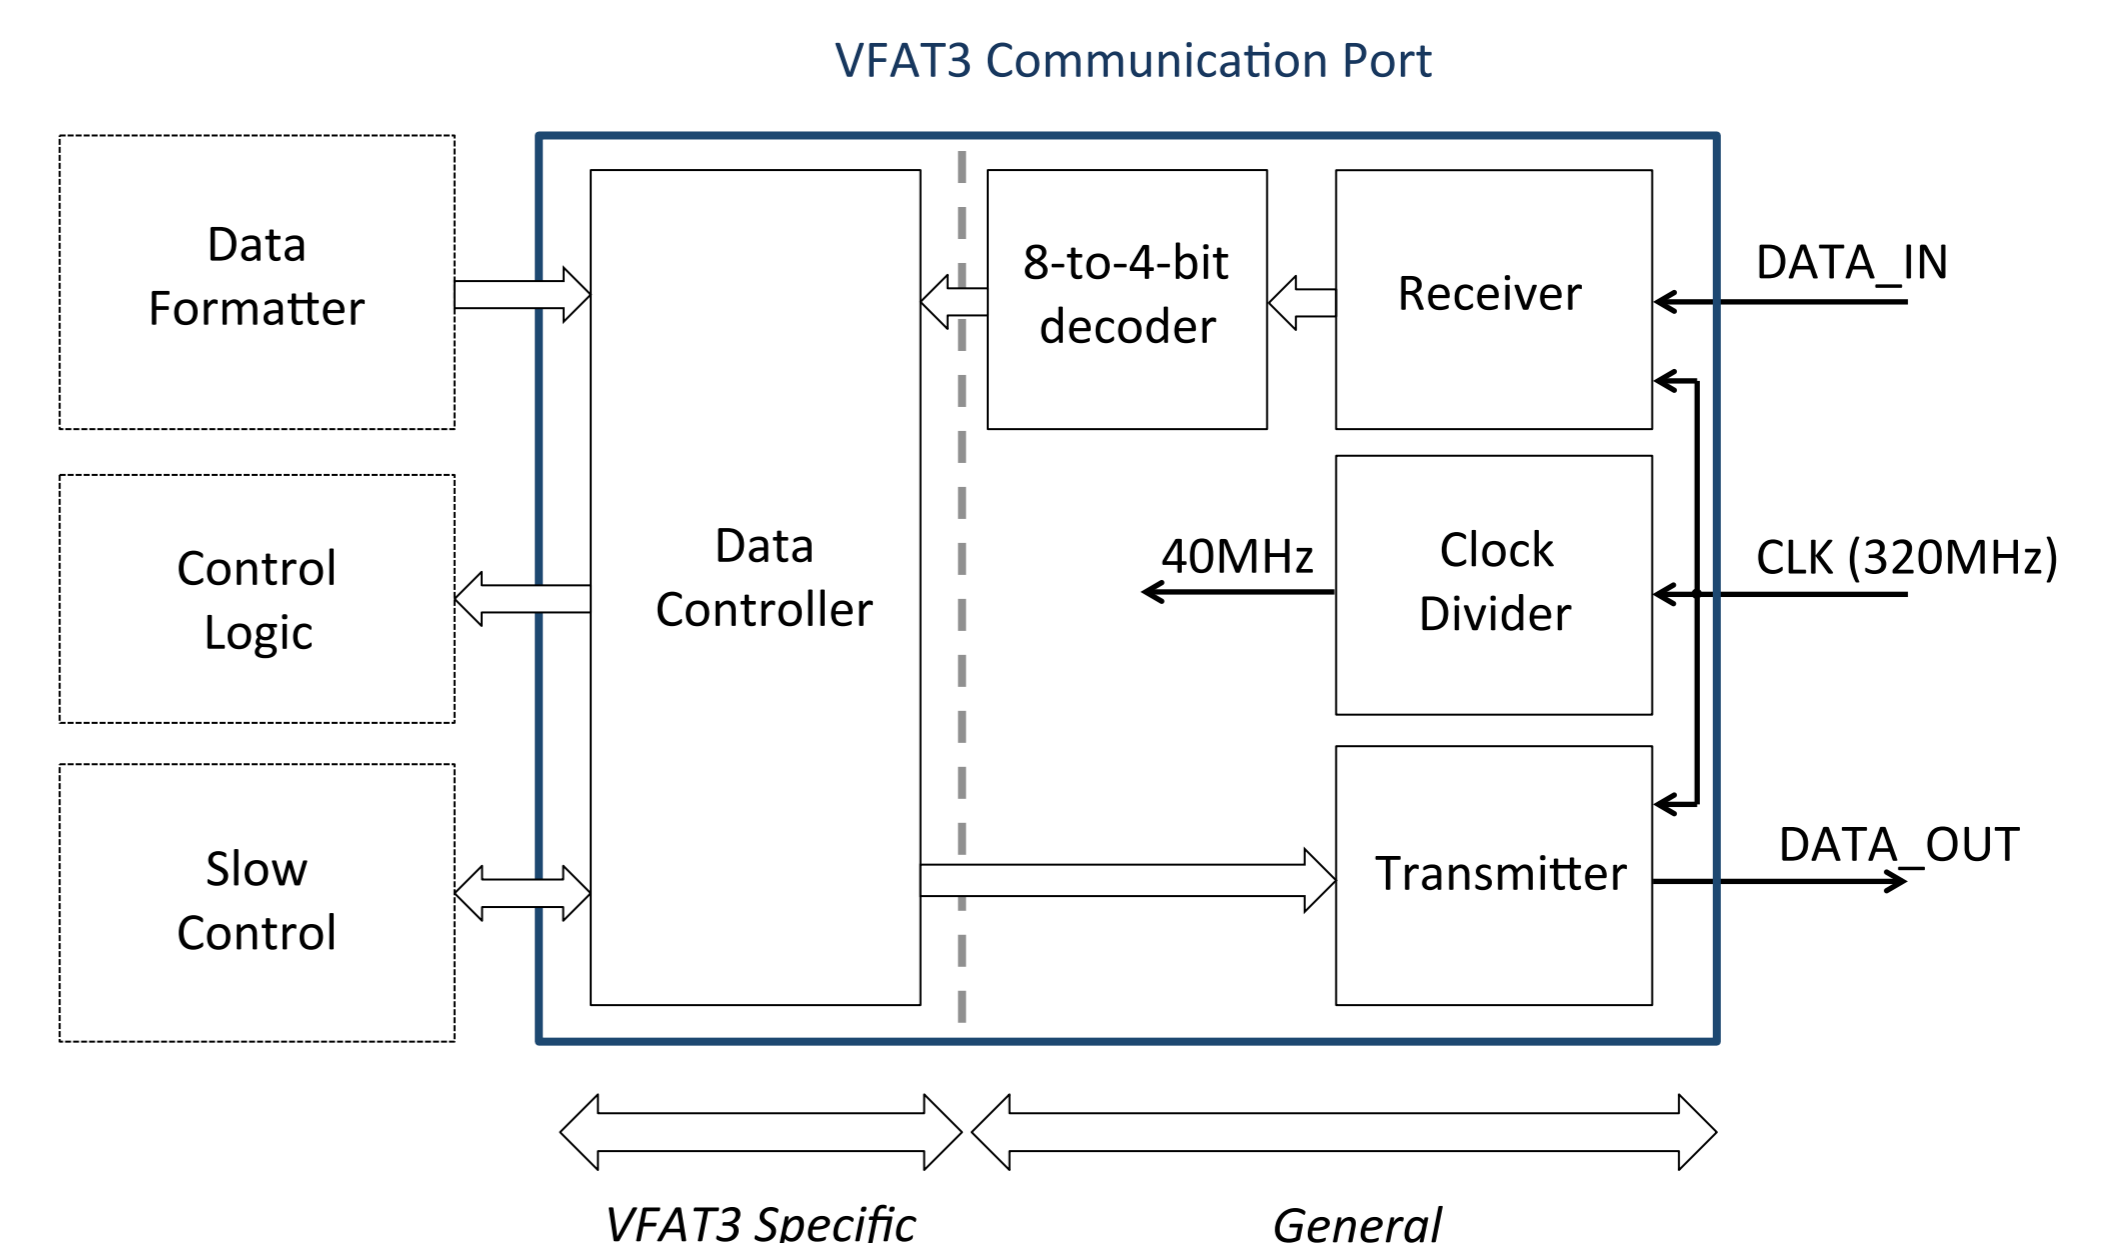 VFAT3 Communication Port
Data
Formatter
Control
Logic
Slow
Control
Data
Controller
8-to-4-bit
decoder
Receiver
40MHz
Clock
Divider
Transmitter
DATA_IN
CLK (320MHz)
DATA_OUT
VFAT3 Specific
General